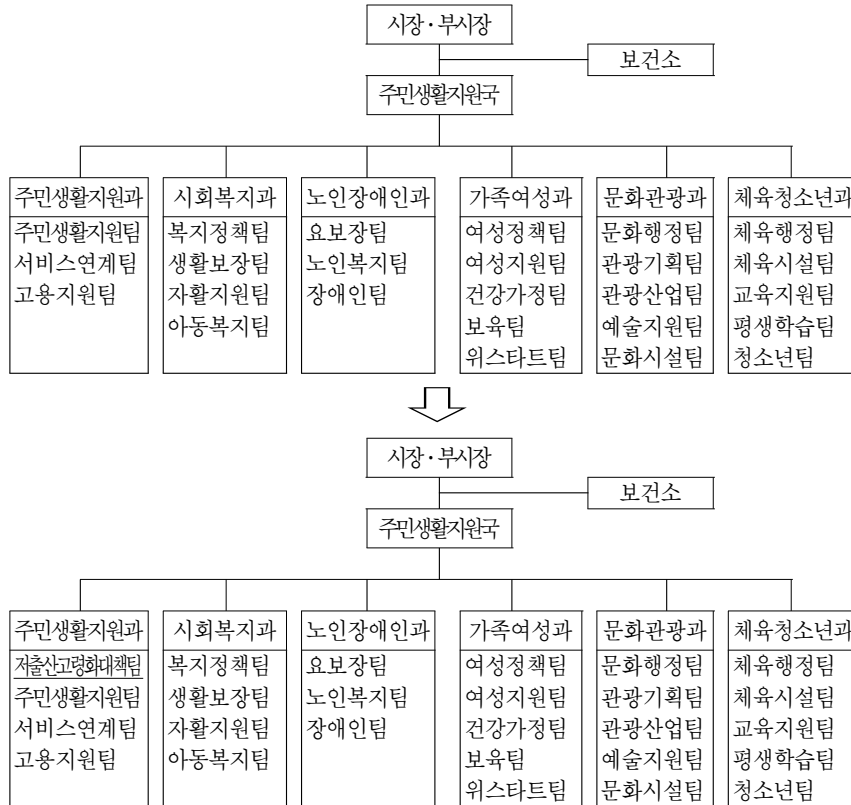 시장·부시장
보건소
주민생활지원국
주민생활지원과
주민생활지원팀
서비스연계팀
고용지원팀
시회복지과
복지정책팀
생활보장팀
자활지원팀
아동복지팀
노인장애인과
요보장팀
노인복지팀
장애인팀
가족여성과
여성정책팀
여성지원팀
건강가정팀
보육팀
위스타트팀
문화관광과
문화행정팀
관광기획팀
관광산업팀
예술지원팀
문화시설팀
체육청소년과
체육행정팀
체육시설팀
교육지원팀
평생학습팀
청소년팀
시장·부시장
보건소
주민생활지원국
주민생활지원과
저출산고령화대책팀
주민생활지원팀
서비스연계팀
고용지원팀
시회복지과
복지정책팀
생활보장팀
자활지원팀
아동복지팀
노인장애인과
요보장팀
노인복지팀
장애인팀
가족여성과
여성정책팀
여성지원팀
건강가정팀
보육팀
위스타트팀
문화관광과
문화행정팀
관광기획팀
관광산업팀
예술지원팀
문화시설팀
체육청소년과
체육행정팀
체육시설팀
교육지원팀
평생학습팀
청소년팀